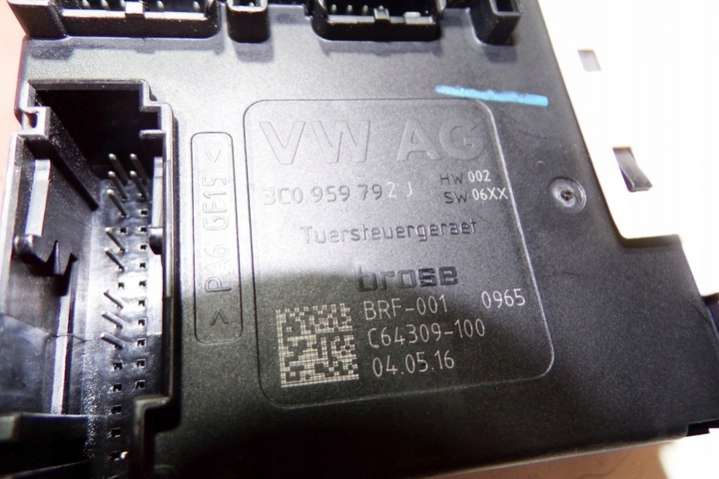 VW AG
3C0 959 792 J HW 002
SW 06XX
Tuersteuergeraet
brose
BRF-001 0965
C64309-100
04.05.16
> PA6 GF15 <